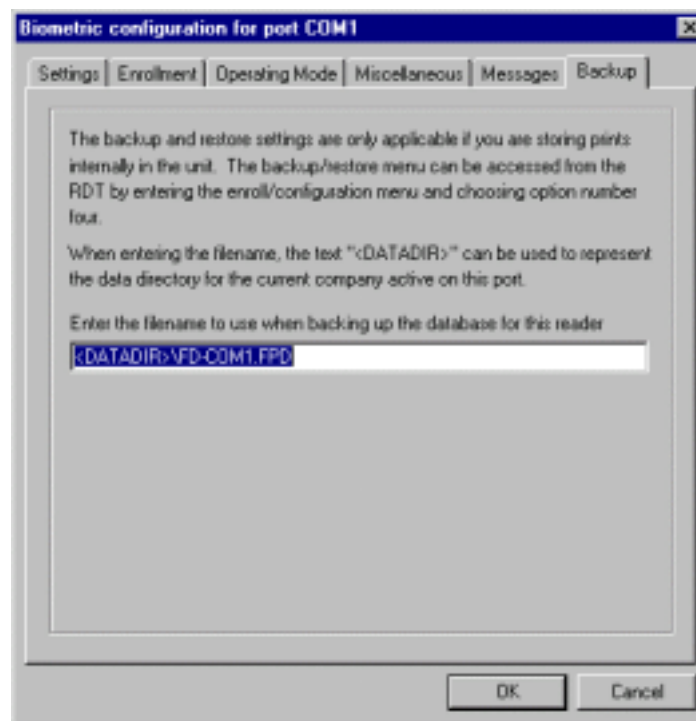 Biometric configuration for port COM1
Settings Enrollment Operating Mode Miscellaneous Messages Backup
The backup and restore settings are only applicable if you are storing prints
internally in the unit. The backup/restore menu can be accessed from the
RDT by entering the enroll/configuration menu and choosing option number
four.
When entering the filename, the text "<DATADIR>" can be used to represent
the data directory for the current company active on this port.
Enter the filename to use when backing up the database for this reader
<DATADIR>\FD-COM1.FPD
OK Cancel